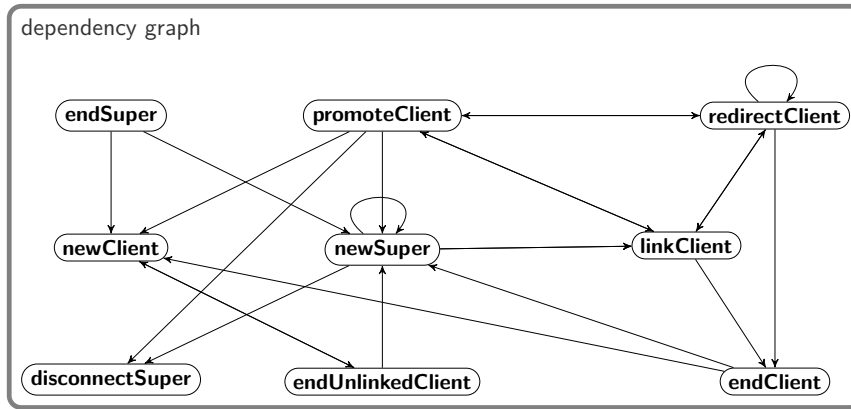 dependency graph
endSuper
promoteClient
redirectClient
newClient
newSuper
linkClient
disconnectSuper
endUnlinkedClient
endClient